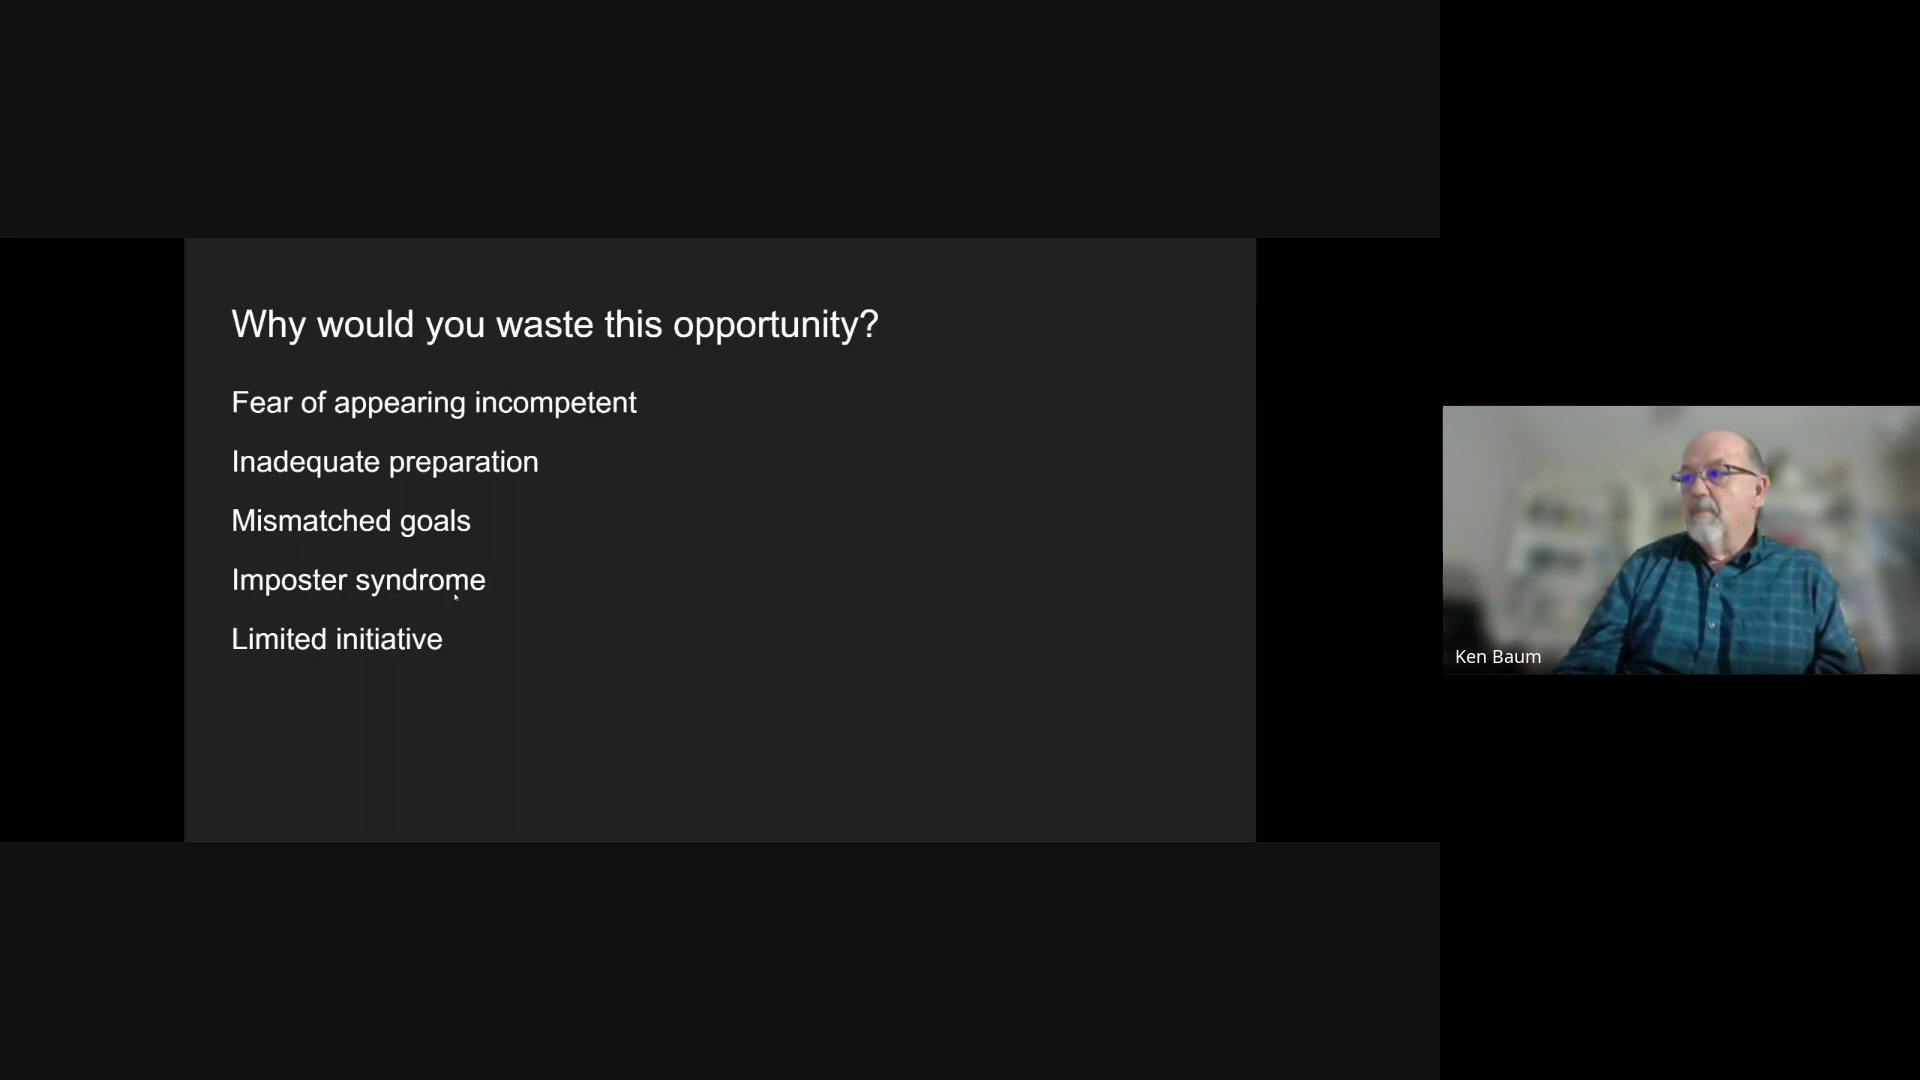 Why would you waste this opportunity?
Fear of appearing incompetent
Inadequate preparation
Mismatched goals
Imposter syndrome
Limited initiative
Ken Baum